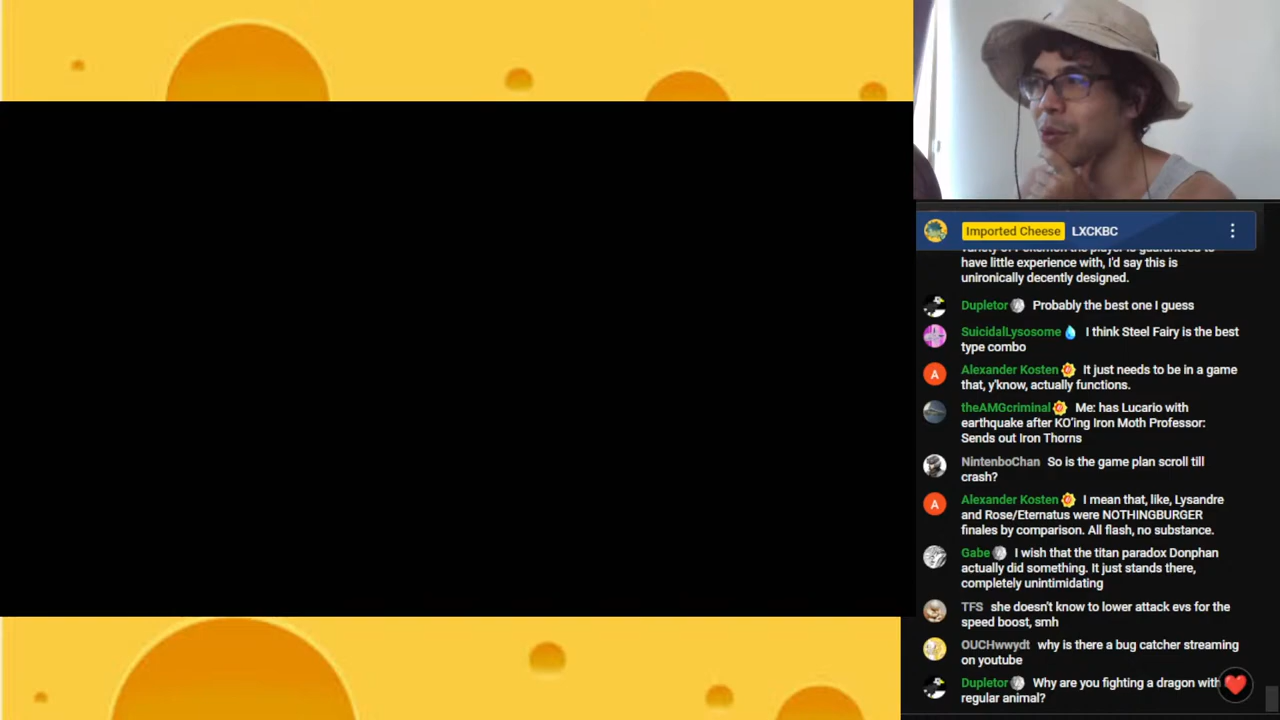 Imported Cheese LXCKBC
have little experience with, I'd say this is
unironically decently designed.
Dupletor Probably the best one I guess
SuicidalLysosome I think Steel Fairy is the best
type combo
A
Alexander Kosten It just needs to be in a game
that, y'know, actually functions.
theAMGcriminal Me: has Lucario with
earthquake after KO'ing Iron Moth Professor:
Sends out Iron Thorns
NintenboChan So is the game plan scroll till
crash?
A
Alexander Kosten I mean that, like, Lysandre
and Rose/Eternatus were NOTHINGBURGER
finales by comparison. All flash, no substance.
Gabe I wish that the titan paradox Donphan
actually did something. It just stands there,
completely unintimidating
TFS she doesn't know to lower attack evs for the
speed boost, smh
OUCHwwydt why is there a bug catcher streaming
on youtube
Dupletor Why are you fighting a dragon with
regular animal?